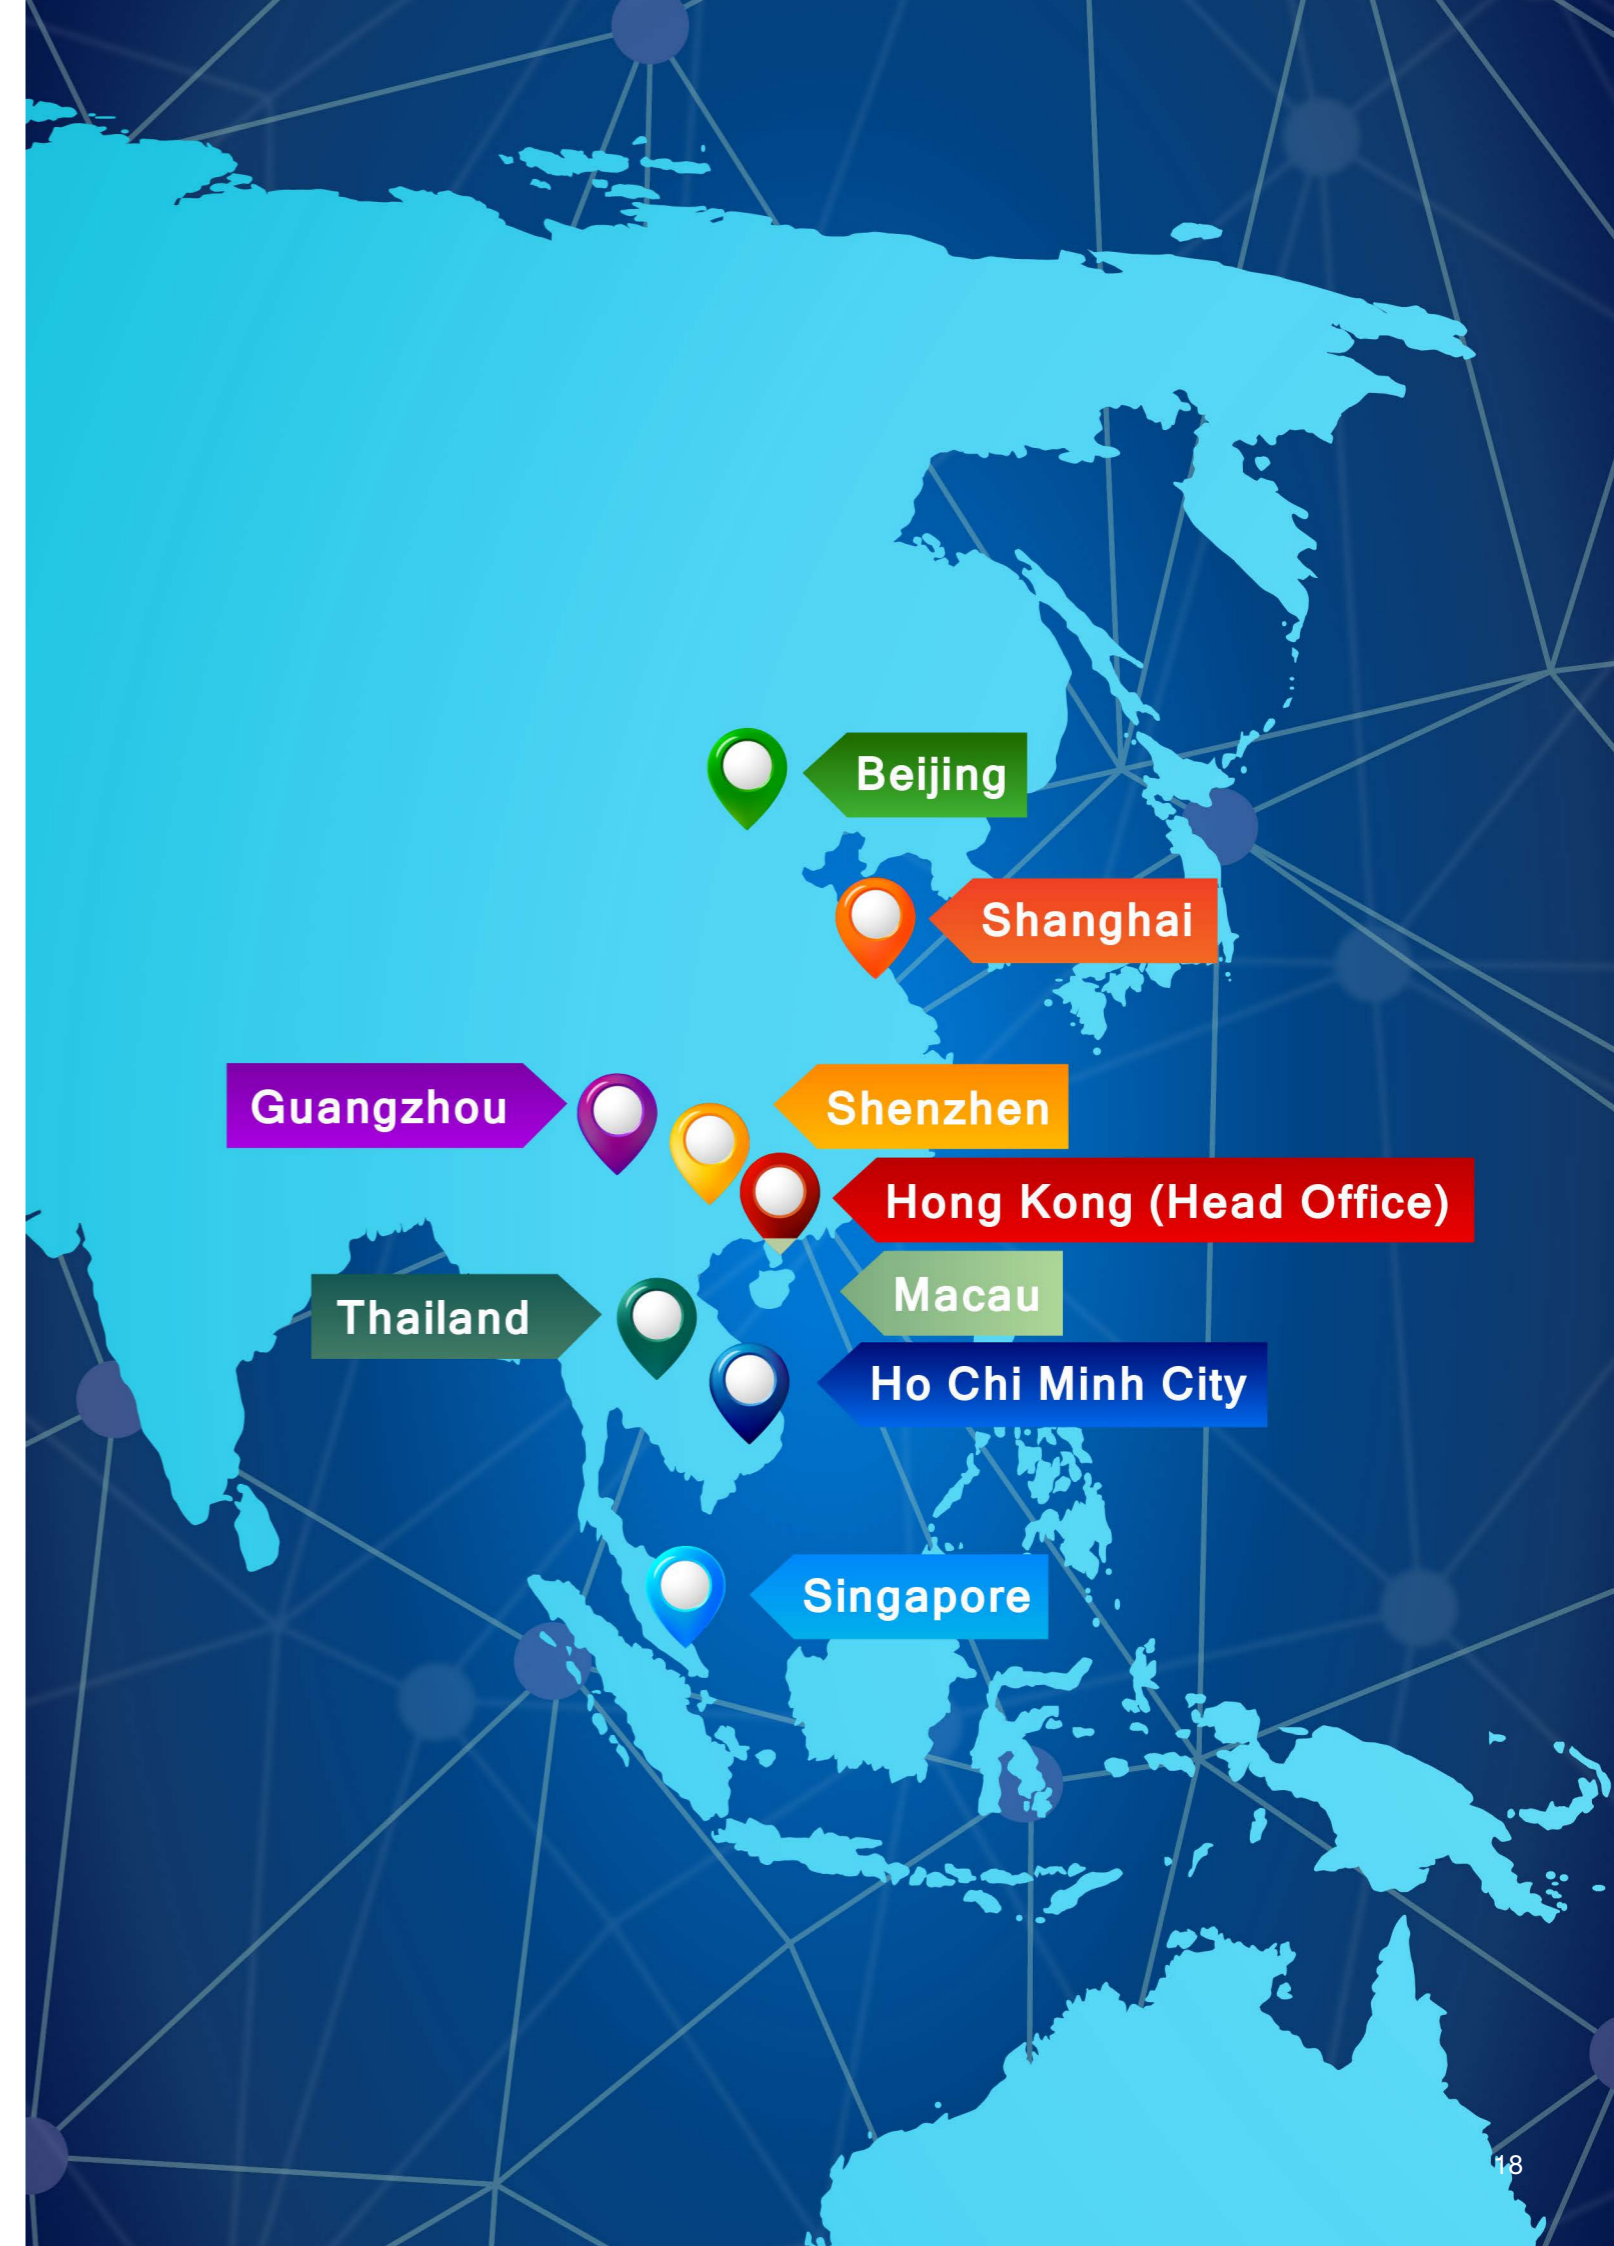 Beijing
Shanghai
Guangzhou
Shenzhen
Hong Kong (Head Office)
Macau
Thailand
Ho Chi Minh City
Singapore
18